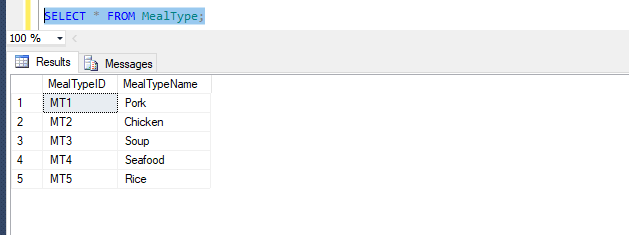 SELECT * FROM MealType;
100 %
Results Messages
MealTypeID MealTypeName
1 MT1 Pork
2 MT2 Chicken
3 MT3 Soup
4 MT4 Seafood
5 MT5 Rice